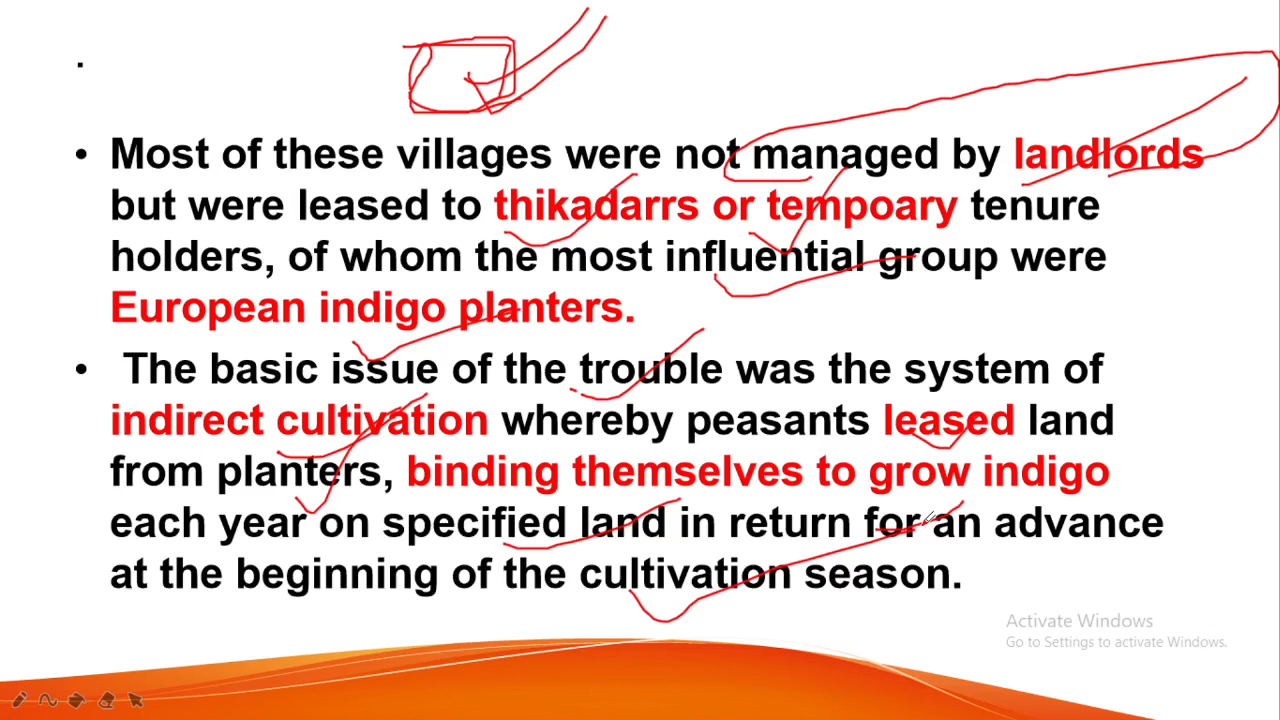 • Most of these villages were not managed by landlords
but were leased to thikadarrs or tempoary tenure
holders, of whom the most influential group were
European indigo planters.
• The basic issue of the trouble was the system of
indirect cultivation whereby peasants leased land
from planters, binding themselves to grow indigo
each year on specified land in return for an advance
at the beginning of the cultivation season.
Activate Windows
Go to Settings to activate Windows.